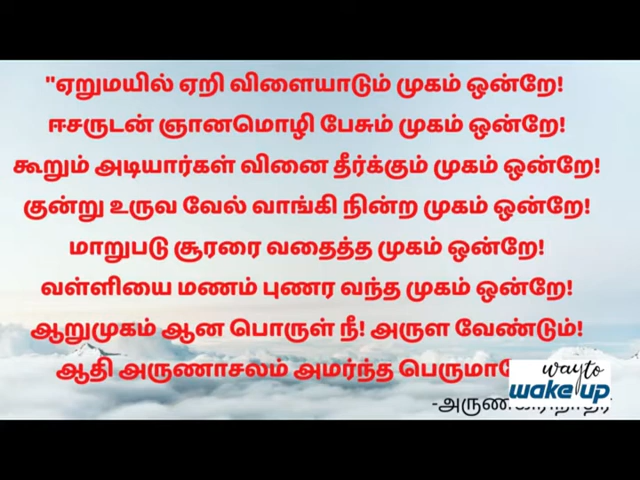 "ஏறுமயில் ஏறி விளையாடும் முகம் ஒன்றே!
ஈசருடன் ஞானமொழி பேசும் முகம் ஒன்றே!
கூறும் அடியார்கள் வினை தீர்க்கும் முகம் ஒன்றே!
குன்று உருவ வேல் வாங்கி நின்ற முகம் ஒன்றே!
மாறுபடு சூரரை வதைத்த முகம் ஒன்றே!
வள்ளியை மணம் புணர வந்த முகம் ஒன்றே!
ஆறுமுகம் ஆன பொருள் நீ! அருள வேண்டும்!
ஆதி அருணாசலம் அமர்ந்த
way to
wake up